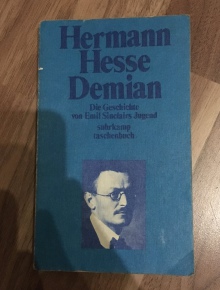 Hermann
Hesse
Demian
Die Geschichte
von Emil Sinclairs Jugend
suhrkamp
taschenbuch